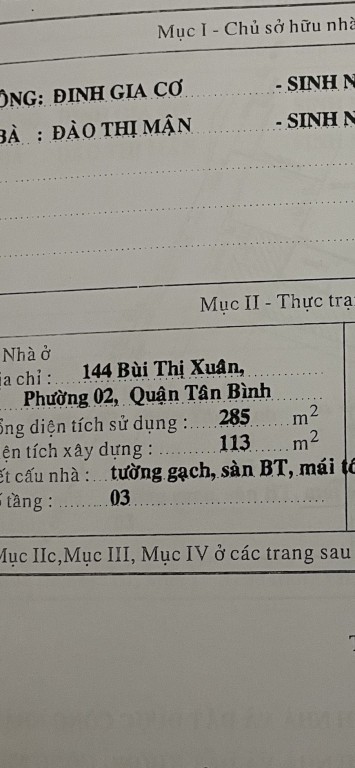 Mục I - Chủ sở hữu nhà
ÔNG: ĐINH GIA CƠ - SINH N
BÀ : ĐÀO THỊ MẬN - SINH N
Mục II - Thực trạ
Nhà ở
ịa chỉ : 144 Bùi Thị Xuân,
Phường 02, Quận Tân Bình
ổng diện tích sử dụng : 285 m²
ện tích xây dựng : 113 m²
ết cấu nhà : tường gạch, sàn BT, mái tô
ố tầng : 03
Mục IIc,Mục III, Mục IV ở các trang sau